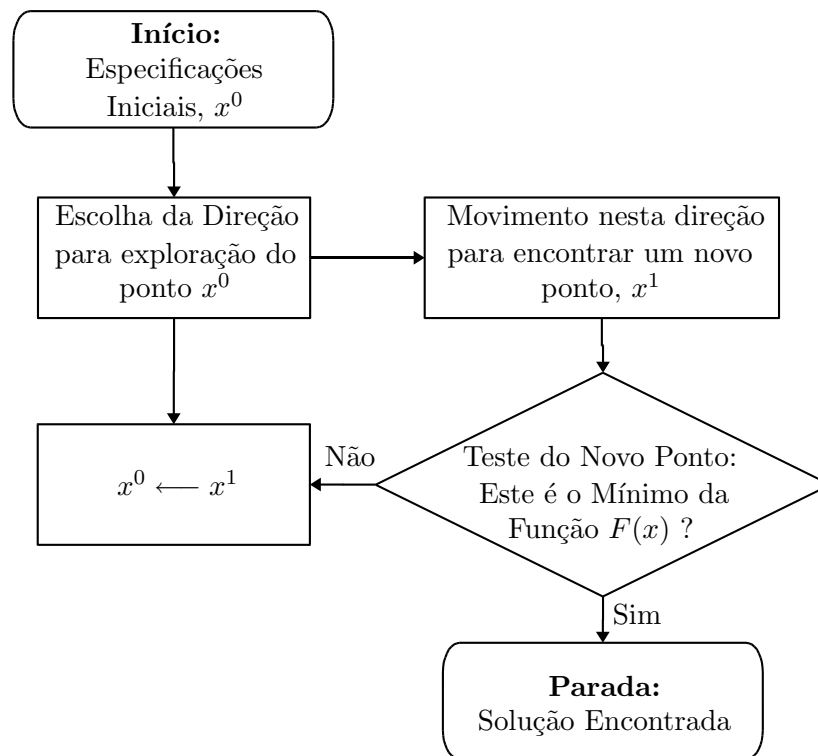 Início:
Especificações
Iniciais, x⁰
Escolha da Direção
para exploração do
ponto x⁰
Movimento nesta direção
para encontrar um novo
ponto, x¹
x⁰ ⟵ x¹
Não
Teste do Novo Ponto:
Este é o Mínimo da
Função F(x) ?
Sim
Parada:
Solução Encontrada